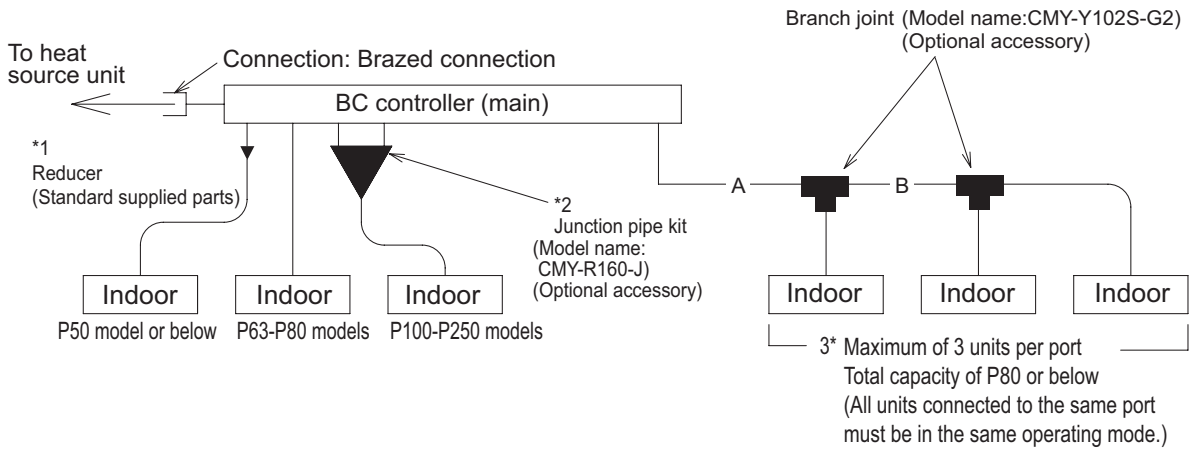 Branch joint (Model name:CMY-Y102S-G2)
(Optional accessory)
To heat
source unit
Connection: Brazed connection
BC controller (main)
*1
Reducer
(Standard supplied parts)
A
B
*2
Junction pipe kit
(Model name:
CMY-R160-J)
(Optional accessory)
Indoor
Indoor
Indoor
Indoor
Indoor
Indoor
P50 model or below
P63-P80 models
P100-P250 models
3* Maximum of 3 units per port
Total capacity of P80 or below
(All units connected to the same port
must be in the same operating mode.)